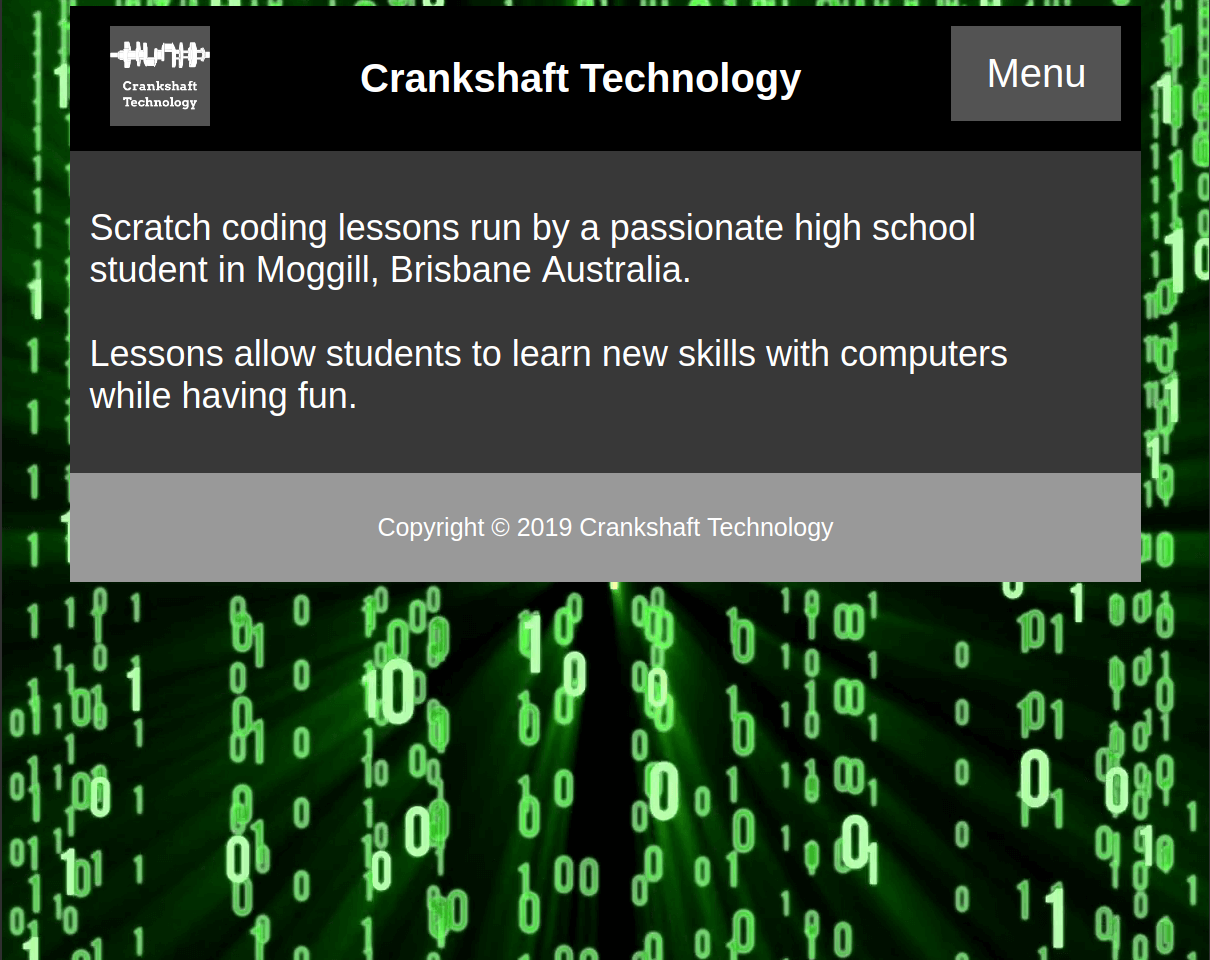 Crankshaft
Technology
Crankshaft Technology
Menu
Scratch coding lessons run by a passionate high school
student in Moggill, Brisbane Australia.
Lessons allow students to learn new skills with computers
while having fun.
Copyright © 2019 Crankshaft Technology